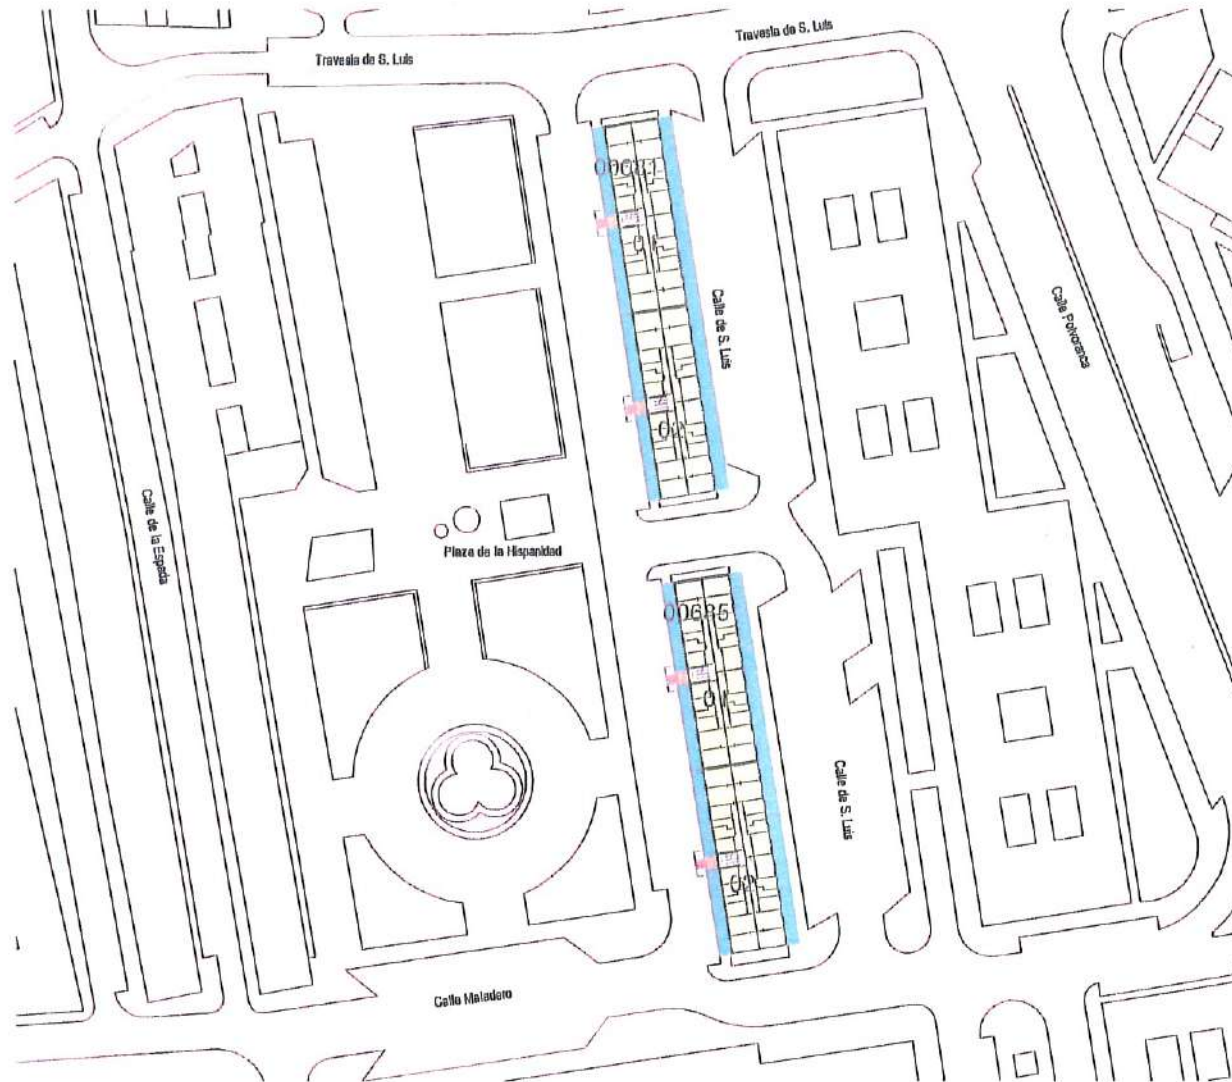 Travesia de S. Luis
Travesia de S. Luis
00681
01
Calle de S. Luis
Calle Polvoranca
02
Calle de la Espada
Plaza de la Hispanidad
00685
01
Calle de S. Luis
02
Calle Matadero